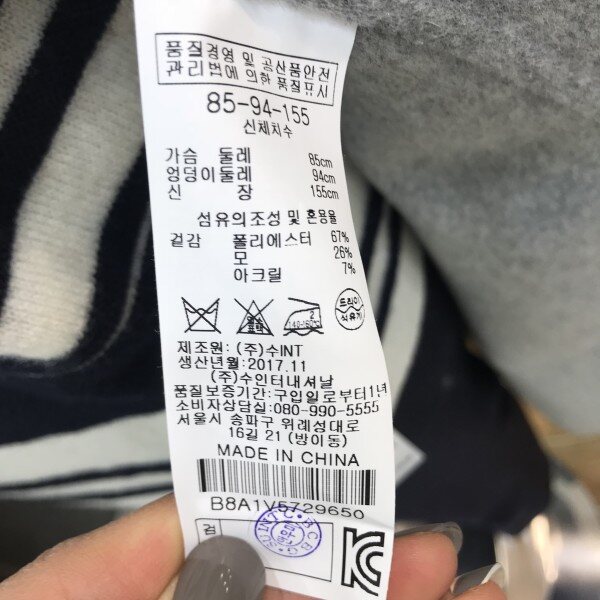 품질경영 및 공산품안전
관리법에 의한 품질표시
85-94-155
신체치수
가슴 둘레 85cm
엉덩이둘레 94cm
신 장 155cm
섬유의조성 및 혼용율
겉감 폴리에스터 67%
모 26%
아크릴 7%
드라이
석유계
제조원: (주)수INT
생산년월:2017.11
(주)수인터내셔날
품질보증기간:구입일로부터1년
소비자상담실:080-990-5555
서울시 송파구 위례성대로
16길 21 (방이동)
MADE IN CHINA
B8A1V5729650
검